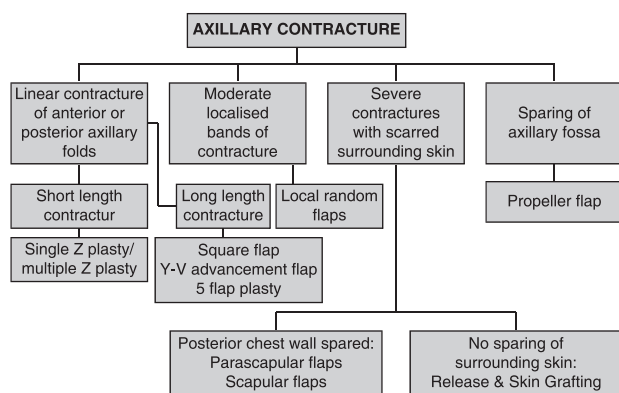 AXILLARY CONTRACTURE
Linear contracture
of anterior or
posterior axillary
folds
Moderate
localised
bands of
contracture
Severe
contractures
with scarred
surrounding skin
Sparing of
axillary fossa
Short length
contractur
Long length
contracture
Local random
flaps
Propeller flap
Single Z plasty/
multiple Z plasty
Square flap
Y-V advancement flap
5 flap plasty
Posterior chest wall spared:
Parascapular flaps
Scapular flaps
No sparing of
surrounding skin:
Release & Skin Grafting